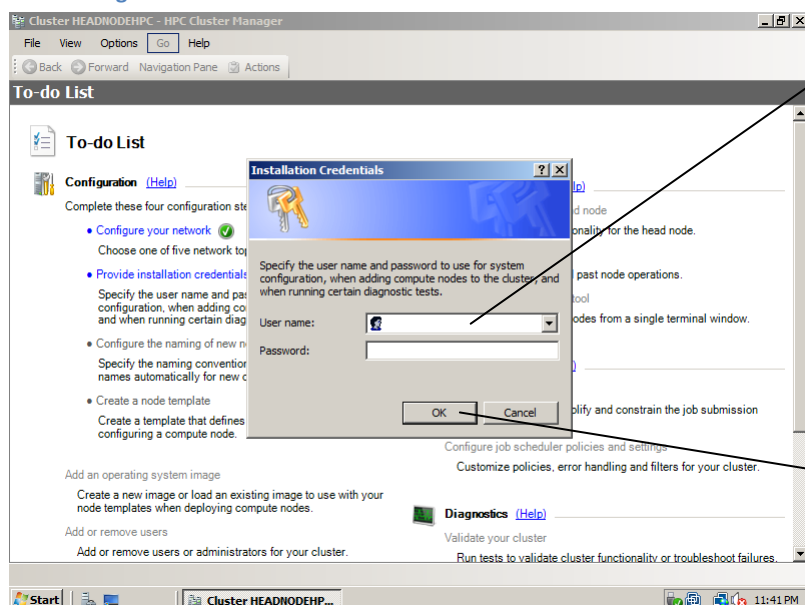 Cluster HEADNODEHPC - HPC Cluster Manager
File View Options Go Help
Back Forward Navigation Pane Actions
To-do List
To-do List
Configuration (Help)
Complete these four configuration ste
Configure your network
Choose one of five network top
Provide installation credentials
Specify the user name and pas
configuration, when adding co
and when running certain diag
Configure the naming of new n
Specify the naming convention
names automatically for new c
Create a node template
Create a template that defines
configuring a compute node.
Add an operating system image
Create a new image or load an existing image to use with your
node templates when deploying compute nodes.
Add or remove users
Add or remove users or administrators for your cluster.
Installation Credentials
Specify the user name and password to use for system
configuration, when adding compute nodes to the cluster, and
when running certain diagnostic tests.
User name:
Password:
OK Cancel
lp)
d node
onality for the head node.
past node operations.
tool
odes from a single terminal window.
plify and constrain the job submission
Configure job scheduler policies and settings
Customize policies, error handling and filters for your cluster.
Diagnostics (Help)
Validate your cluster
Run tests to validate cluster functionality or troubleshoot failures.
Start Cluster HEADNODEHP... 11:41 PM